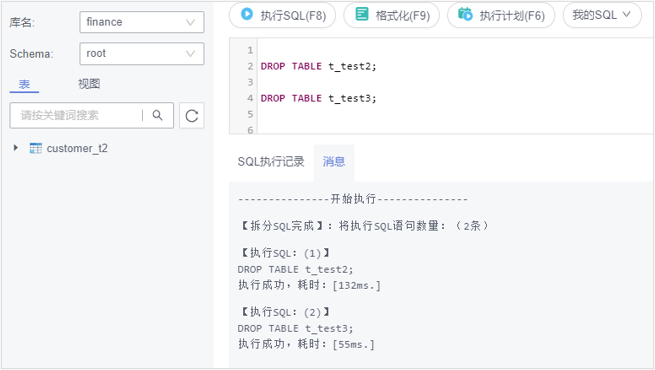 库名: finance
Schema: root
表 视图
请按关键词搜索
customer_t2
执行SQL(F8) 格式化(F9) 执行计划(F6) 我的SQL
1
2 DROP TABLE t_test2;
3
4 DROP TABLE t_test3;
5
6
SQL执行记录 消息
---------------开始执行---------------
【拆分SQL完成】: 将执行SQL语句数量: (2条)
【执行SQL: (1)】
DROP TABLE t_test2;
执行成功, 耗时: [132ms.]
【执行SQL: (2)】
DROP TABLE t_test3;
执行成功, 耗时: [55ms.]